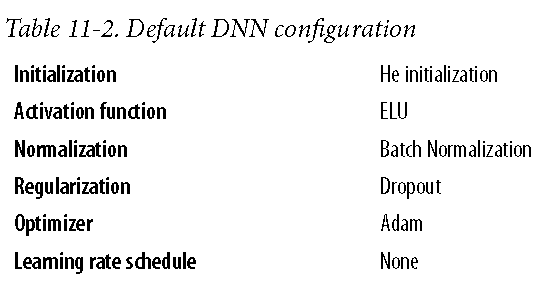 Table 11-2. Default DNN configuration
Initialization He initialization
Activation function ELU
Normalization Batch Normalization
Regularization Dropout
Optimizer Adam
Learning rate schedule None